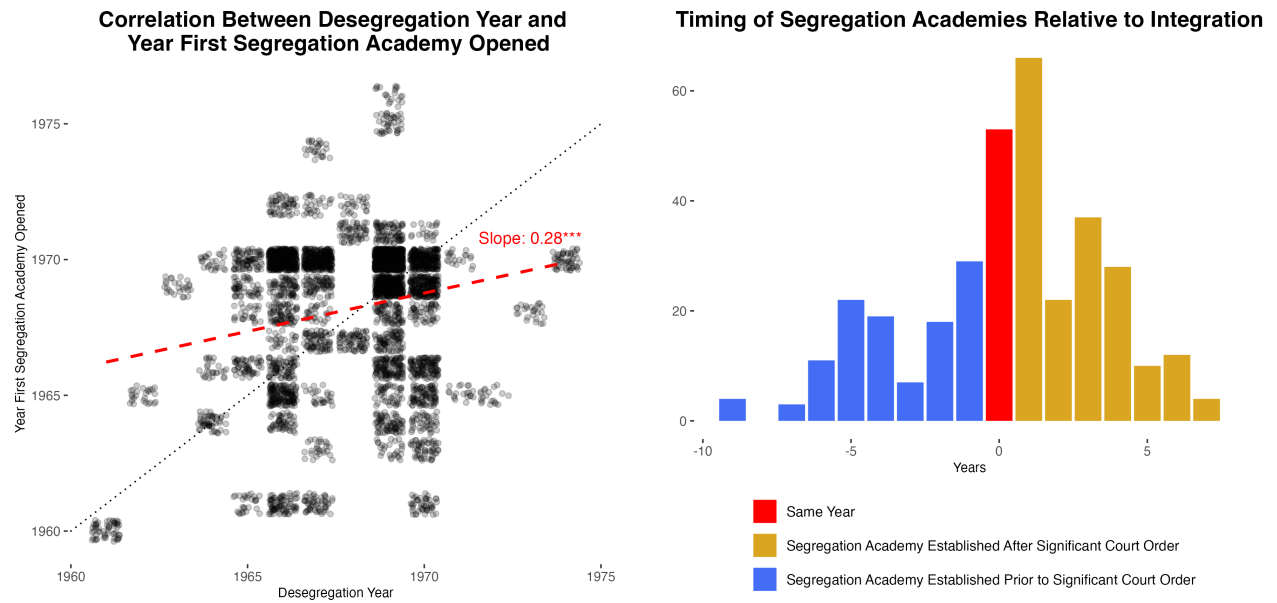 Correlation Between Desegregation Year and
Year First Segregation Academy Opened
Year First Segregation Academy Opened
1975
1970
1965
1960
Slope: 0.28***
1960
1965
1970
1975
Desegregation Year
Timing of Segregation Academies Relative to Integration
60
40
20
0
-10
-5
0
5
Years
Same Year
Segregation Academy Established After Significant Court Order
Segregation Academy Established Prior to Significant Court Order